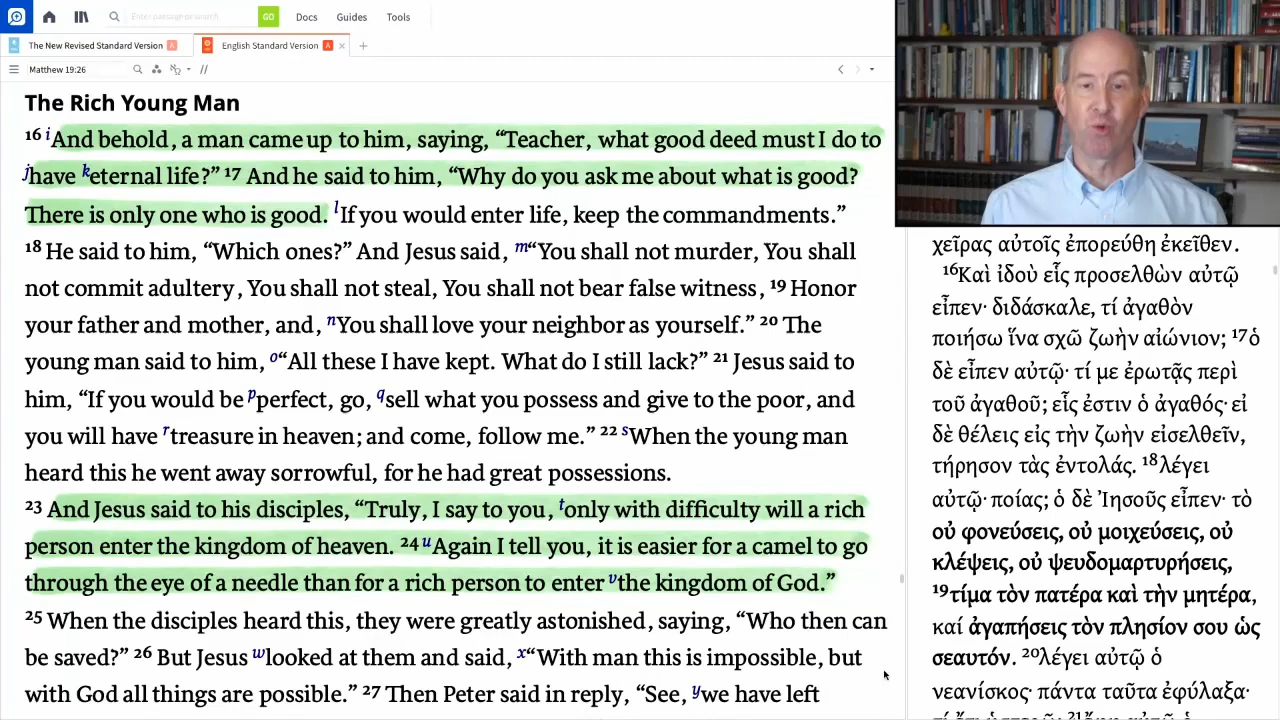 Enter passage or search
GO
Docs
Guides
Tools
The New Revised Standard Version A
English Standard Version A
Matthew 19:26
The Rich Young Man
16 i And behold, a man came up to him, saying, “Teacher, what good deed must I do to
j have k eternal life?” 17 And he said to him, “Why do you ask me about what is good?
There is only one who is good. l If you would enter life, keep the commandments.”
18 He said to him, “Which ones?” And Jesus said, m “You shall not murder, You shall
not commit adultery, You shall not steal, You shall not bear false witness, 19 Honor
your father and mother, and, n You shall love your neighbor as yourself.” 20 The
young man said to him, o “All these I have kept. What do I still lack?” 21 Jesus said to
him, “If you would be p perfect, go, q sell what you possess and give to the poor, and
you will have r treasure in heaven; and come, follow me.” 22 s When the young man
heard this he went away sorrowful, for he had great possessions.
23 And Jesus said to his disciples, “Truly, I say to you, t only with difficulty will a rich
person enter the kingdom of heaven. 24 u Again I tell you, it is easier for a camel to go
through the eye of a needle than for a rich person to enter v the kingdom of God.”
25 When the disciples heard this, they were greatly astonished, saying, “Who then can
be saved?” 26 But Jesus w looked at them and said, x “With man this is impossible, but
with God all things are possible.” 27 Then Peter said in reply, “See, y we have left
χεῖρας αὐτοῖς ἐπορεύθη ἐκεῖθεν.
16 Καὶ ἰδοὺ εἷς προσελθὼν αὐτῷ
εἶπεν· διδάσκαλε, τί ἀγαθὸν
ποιήσω ἵνα σχῶ ζωὴν αἰώνιον; 17 ὁ
δὲ εἶπεν αὐτῷ· τί με ἐρωτᾷς περὶ
τοῦ ἀγαθοῦ; εἷς ἐστιν ὁ ἀγαθός· εἰ
δὲ θέλεις εἰς τὴν ζωὴν εἰσελθεῖν,
τήρησον τὰς ἐντολάς. 18 λέγει
αὐτῷ· ποίας; ὁ δὲ Ἰησοῦς εἶπεν· τὸ
οὐ φονεύσεις, οὐ μοιχεύσεις, οὐ
κλέψεις, οὐ ψευδομαρτυρήσεις,
19 τίμα τὸν πατέρα καὶ τὴν μητέρα,
καί ἀγαπήσεις τὸν πλησίον σου ὡς
σεαυτόν. 20 λέγει αὐτῷ ὁ
νεανίσκος· πάντα ταῦτα ἐφύλαξα·